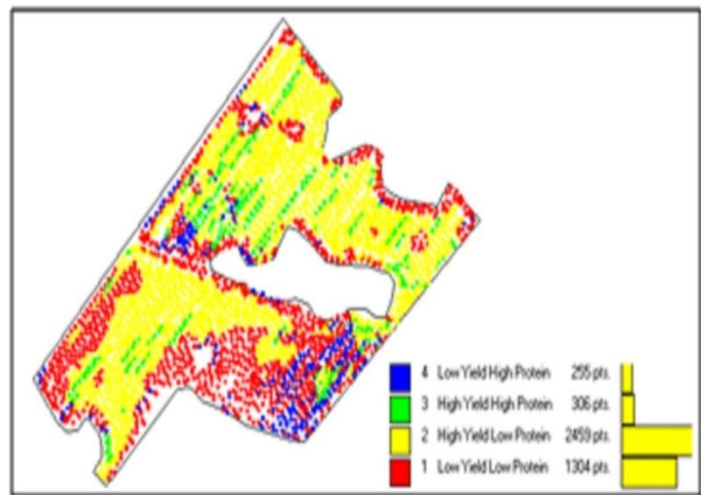 4 Low Yield High Protein 255 pts.
3 High Yield High Protein 306 pts.
2 High Yield Low Protein 2459 pts.
1 Low Yield Low Protein 1304 pts.